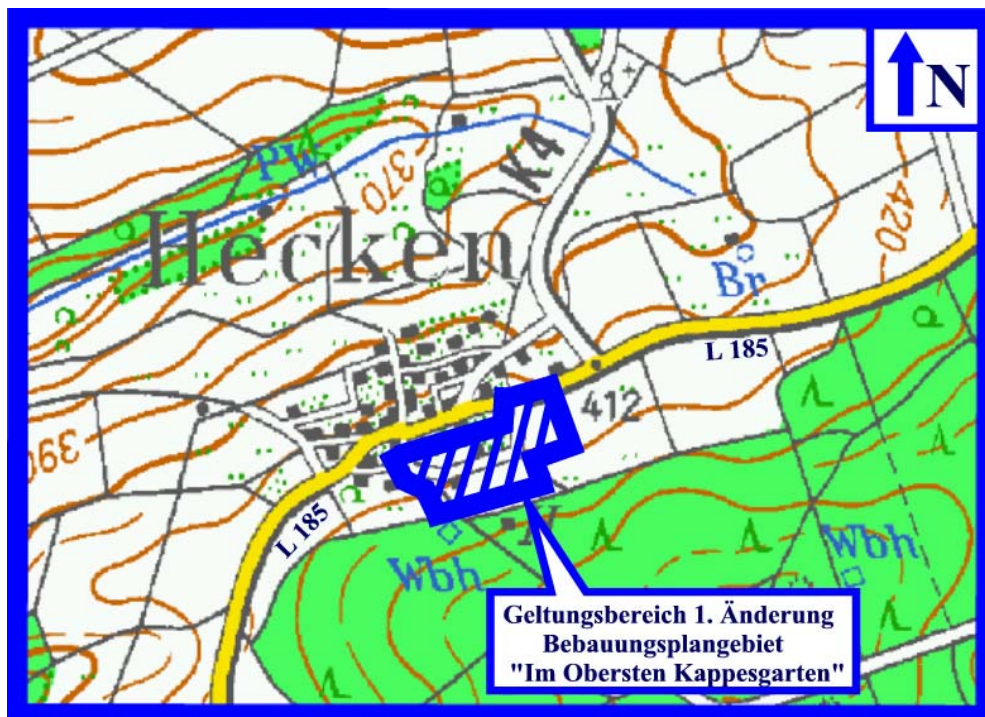 N
PW
370
K4
420
Hecken
Br
L 185
412
390
L 185
Wbh
Wbh
Geltungsbereich 1. Änderung
Bebauungsplangebiet
"Im Obersten Kappesgarten"